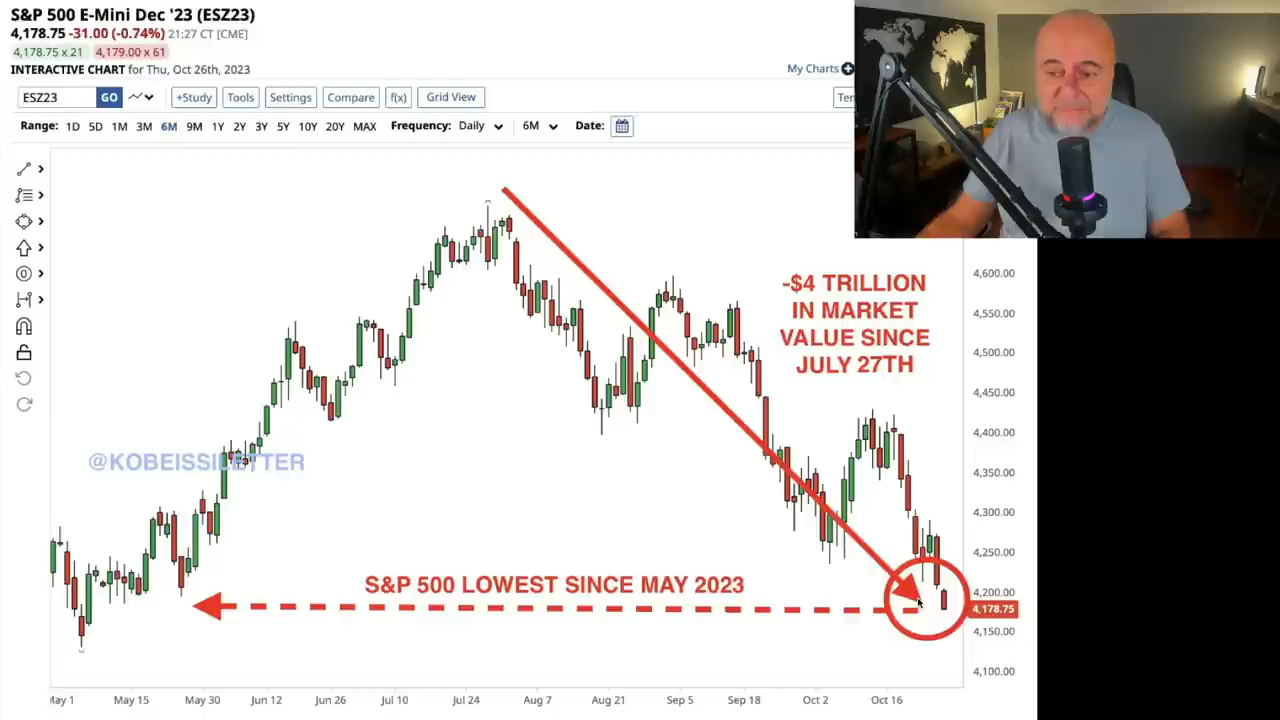 S&P 500 E-Mini Dec '23 (ESZ23)
4,178.75 -31.00 (-0.74%) 21:27 CT [CME]
4,178.75 x 21 4,179.00 x 61
INTERACTIVE CHART for Thu, Oct 26th, 2023
My Charts
ESZ23 GO +Study Tools Settings Compare f(x) Grid View
Range: 1D 5D 1M 3M 6M 9M 1Y 2Y 3Y 5Y 10Y 20Y MAX Frequency: Daily 6M Date:
-$4 TRILLION
IN MARKET
VALUE SINCE
JULY 27TH
@KOBEISSILETTER
S&P 500 LOWEST SINCE MAY 2023
4,600.00
4,550.00
4,500.00
4,450.00
4,400.00
4,350.00
4,300.00
4,250.00
4,200.00
4,178.75
4,150.00
4,100.00
May 1 May 15 May 30 Jun 12 Jun 26 Jul 10 Jul 24 Aug 7 Aug 21 Sep 5 Sep 18 Oct 2 Oct 16